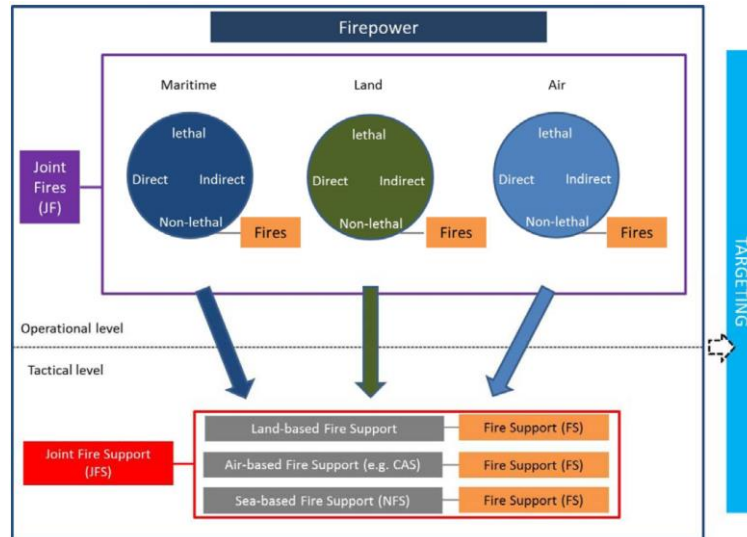 Firepower
Maritime
Land
Air
lethal
Direct
Indirect
Non-lethal
Fires
lethal
Direct
Indirect
Non-lethal
Fires
lethal
Direct
Indirect
Non-lethal
Fires
Joint
Fires
(JF)
Operational level
Tactical level
Joint Fire Support
(JFS)
Land-based Fire Support
Fire Support (FS)
Air-based Fire Support (e.g. CAS)
Fire Support (FS)
Sea-based Fire Support (NFS)
Fire Support (FS)
TARGETING